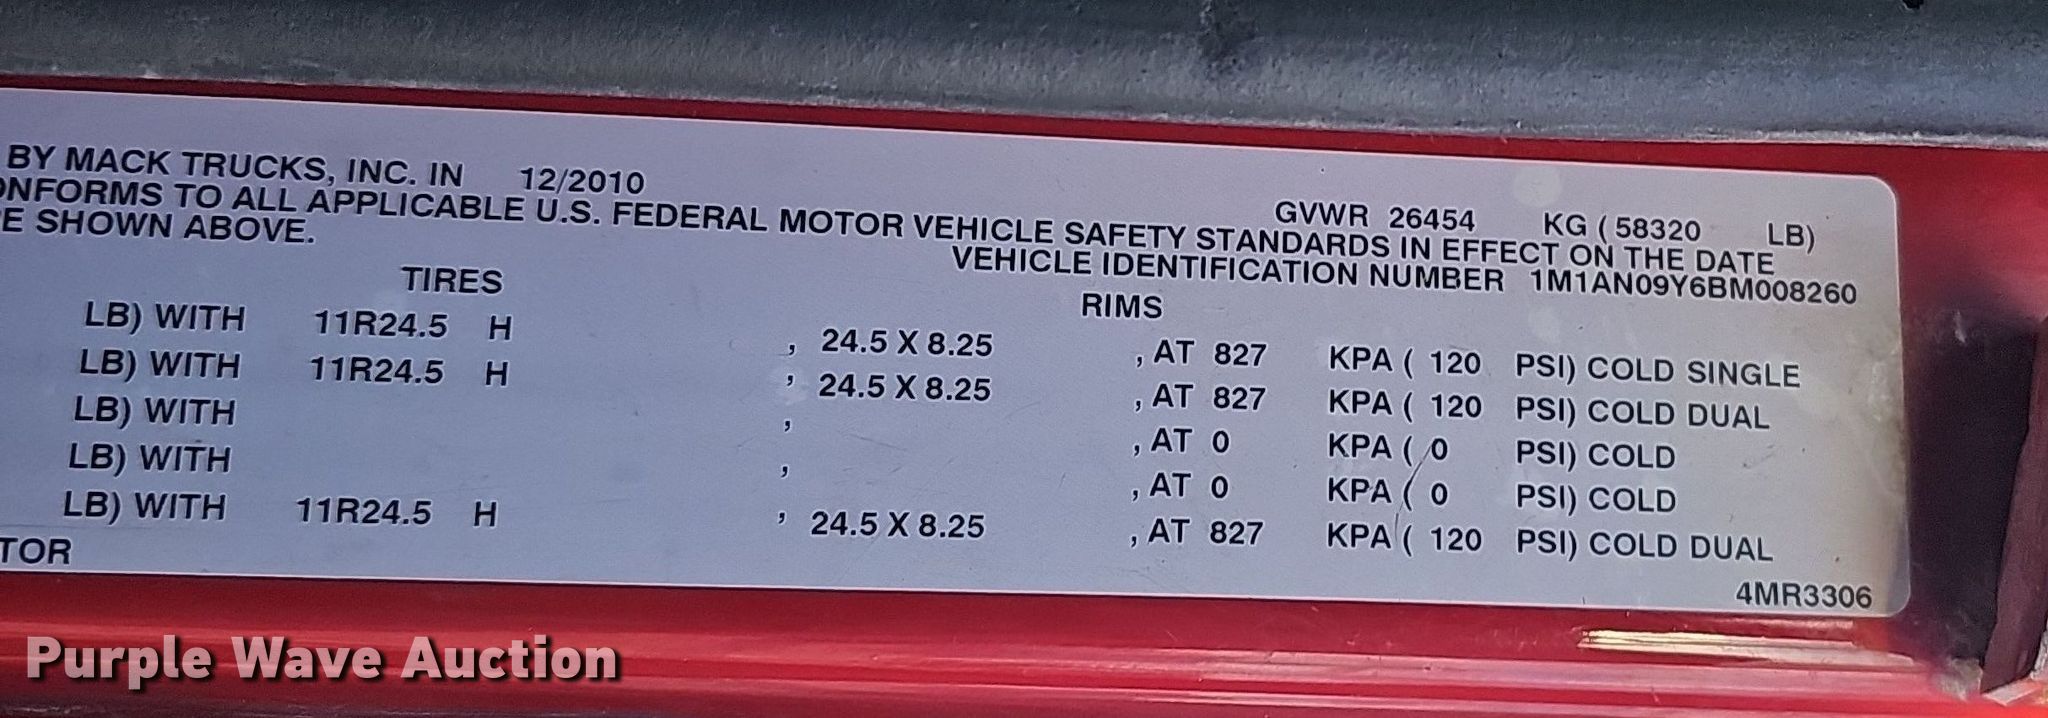 BY MACK TRUCKS, INC. IN 12/2010 GVWR 26454 KG ( 58320 LB)
ONFORMS TO ALL APPLICABLE U.S. FEDERAL MOTOR VEHICLE SAFETY STANDARDS IN EFFECT ON THE DATE
E SHOWN ABOVE. VEHICLE IDENTIFICATION NUMBER 1M1AN09Y6BM008260
TIRES RIMS
LB) WITH 11R24.5 H , 24.5 X 8.25 , AT 827 KPA ( 120 PSI) COLD SINGLE
LB) WITH 11R24.5 H , 24.5 X 8.25 , AT 827 KPA ( 120 PSI) COLD DUAL
LB) WITH , , AT 0 KPA ( 0 PSI) COLD
LB) WITH , , AT 0 KPA ( 0 PSI) COLD
LB) WITH 11R24.5 H , 24.5 X 8.25 , AT 827 KPA ( 120 PSI) COLD DUAL
TOR 4MR3306
Purple Wave Auction